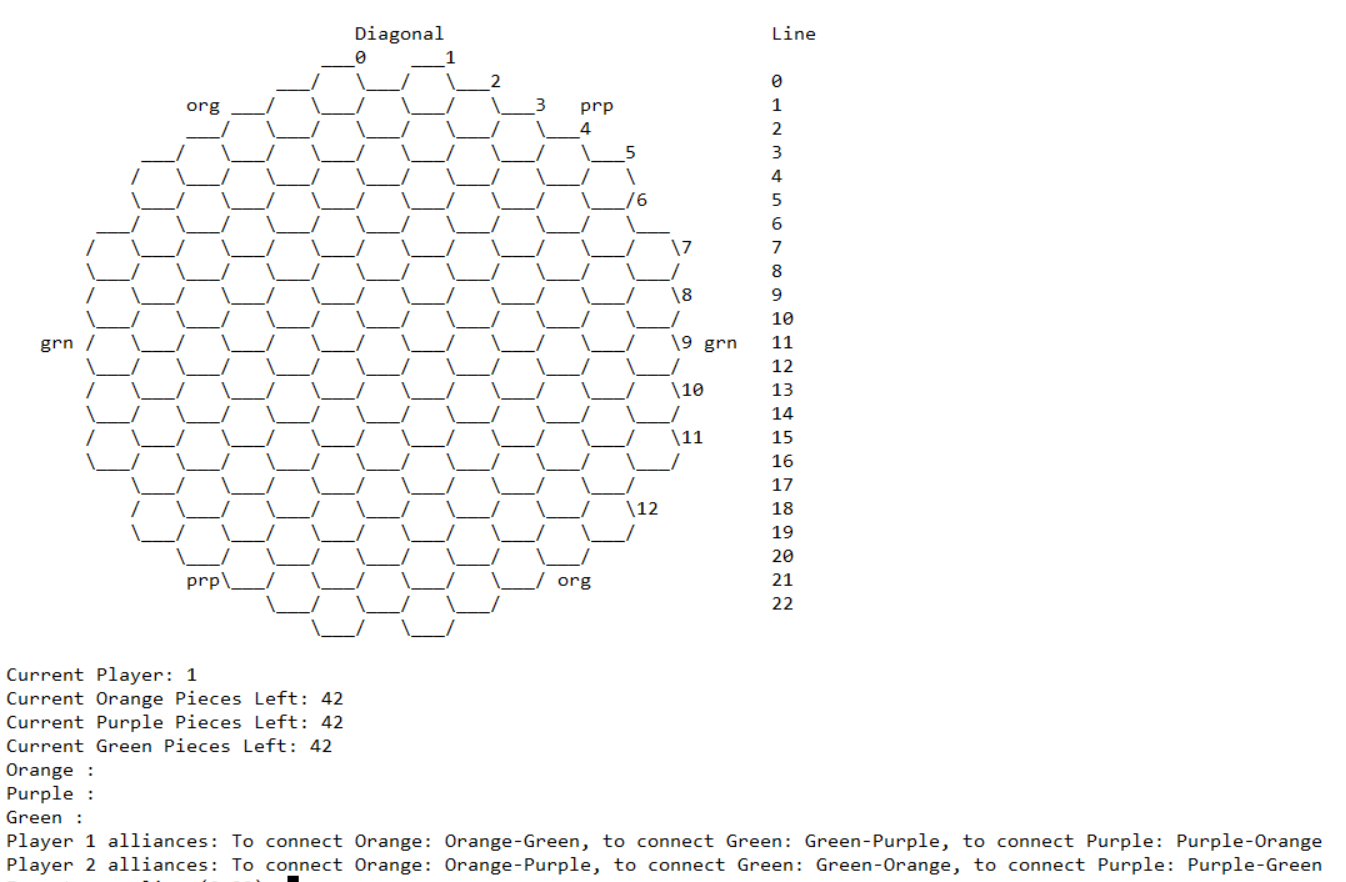 Diagonal Line
0 1
2 0
org 3 prp 1
4 2
5 3
4
6 5
6
7 7
8
8 9
10
grn 9 grn 11
12
10 13
14
11 15
16
17
12 18
19
20
prp org 21
22
Current Player: 1
Current Orange Pieces Left: 42
Current Purple Pieces Left: 42
Current Green Pieces Left: 42
Orange :
Purple :
Green :
Player 1 alliances: To connect Orange: Orange-Green, to connect Green: Green-Purple, to connect Purple: Purple-Orange
Player 2 alliances: To connect Orange: Orange-Purple, to connect Green: Green-Orange, to connect Purple: Purple-Green